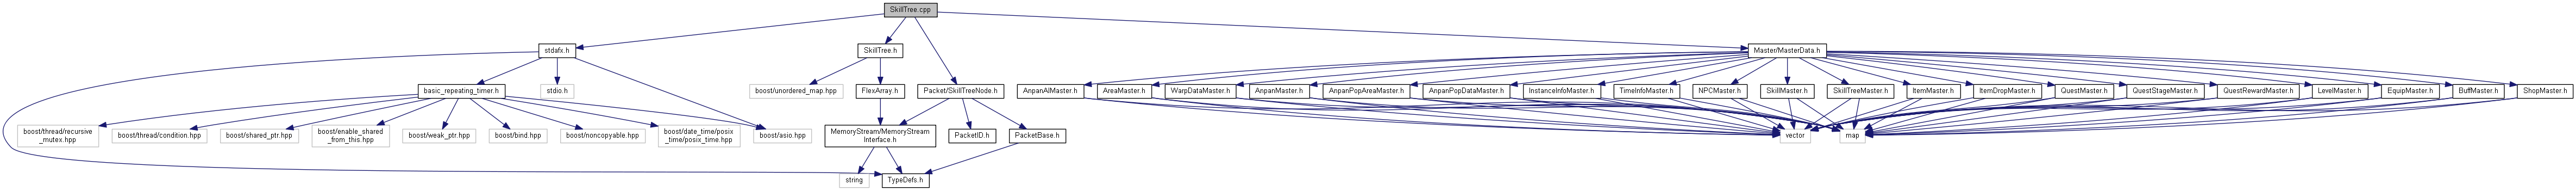 SkillTree.cpp
stdafx.h
SkillTree.h
Master/MasterData.h
basic_repeating_timer.h
stdio.h
boost/unordered_map.hpp
FlexArray.h
Packet/SkillTreeNode.h
AnpanAIMaster.h
AreaMaster.h
WarpDataMaster.h
AnpanMaster.h
AnpanPopAreaMaster.h
AnpanPopDataMaster.h
InstanceInfoMaster.h
TimeInfoMaster.h
NPCMaster.h
SkillMaster.h
SkillTreeMaster.h
ItemMaster.h
ItemDropMaster.h
QuestMaster.h
QuestStageMaster.h
QuestRewardMaster.h
LevelMaster.h
EquipMaster.h
BuffMaster.h
ShopMaster.h
boost/thread/recursive
_mutex.hpp
boost/thread/condition.hpp
boost/shared_ptr.hpp
boost/enable_shared
_from_this.hpp
boost/weak_ptr.hpp
boost/bind.hpp
boost/noncopyable.hpp
boost/date_time/posix
_time/posix_time.hpp
boost/asio.hpp
MemoryStream/MemoryStream
Interface.h
PacketID.h
PacketBase.h
vector
map
string
TypeDefs.h